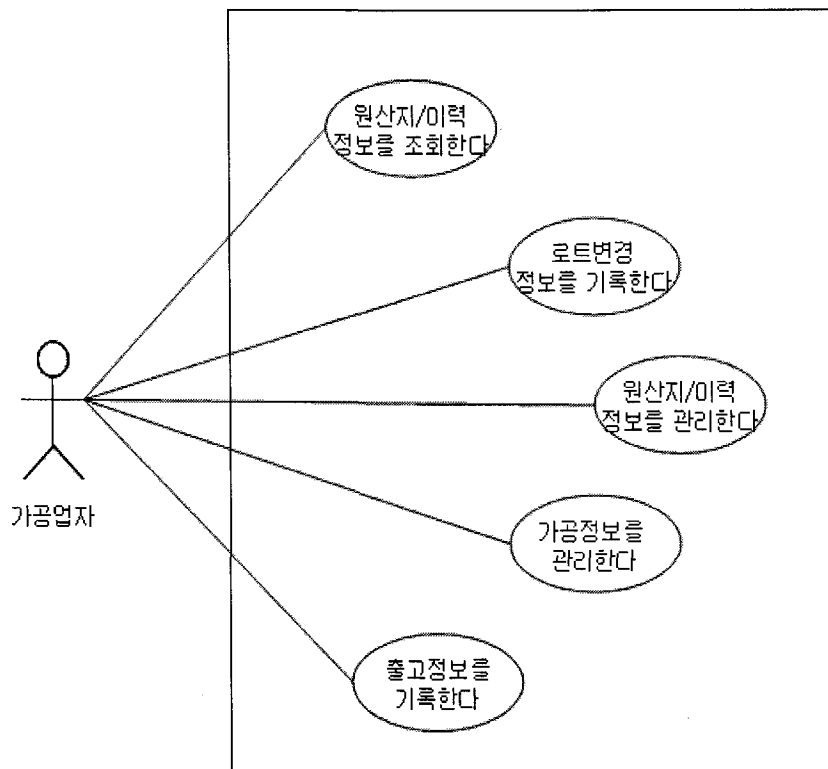 원산지/이력
정보를 조회한다
로트변경
정보를 기록한다
원산지/이력
정보를 관리한다
가공업자
가공정보를
관리한다
출고정보를
기록한다